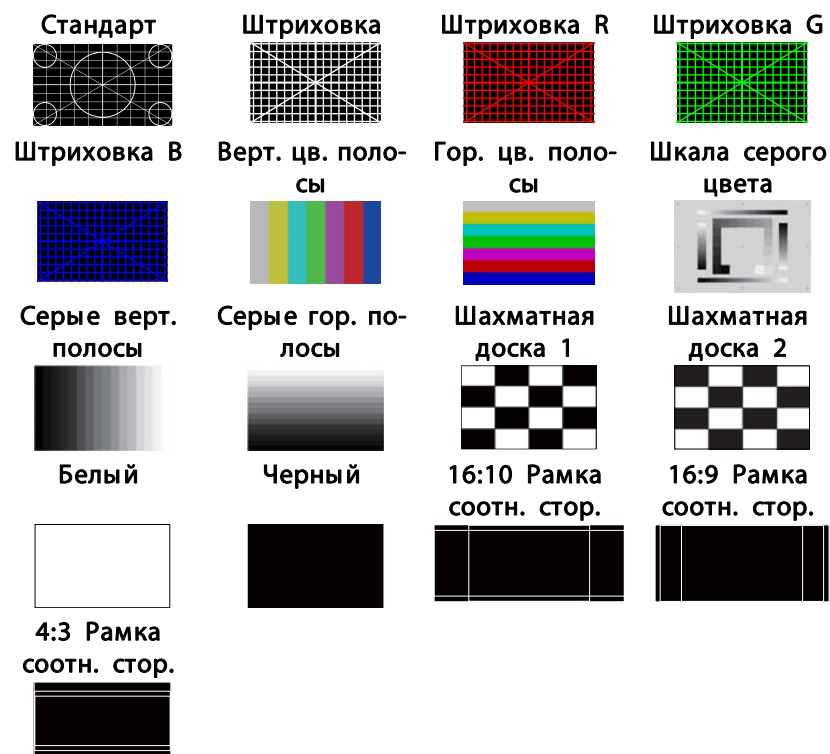 Стандарт
Штриховка
Штриховка R
Штриховка G
Штриховка B
Верт. цв. поло-
сы
Гор. цв. поло-
сы
Шкала серого
цвета
Серые верт.
полосы
Серые гор. по-
лосы
Шахматная
доска 1
Шахматная
доска 2
Белый
Черный
16:10 Рамка
соотн. стор.
16:9 Рамка
соотн. стор.
4:3 Рамка
соотн. стор.